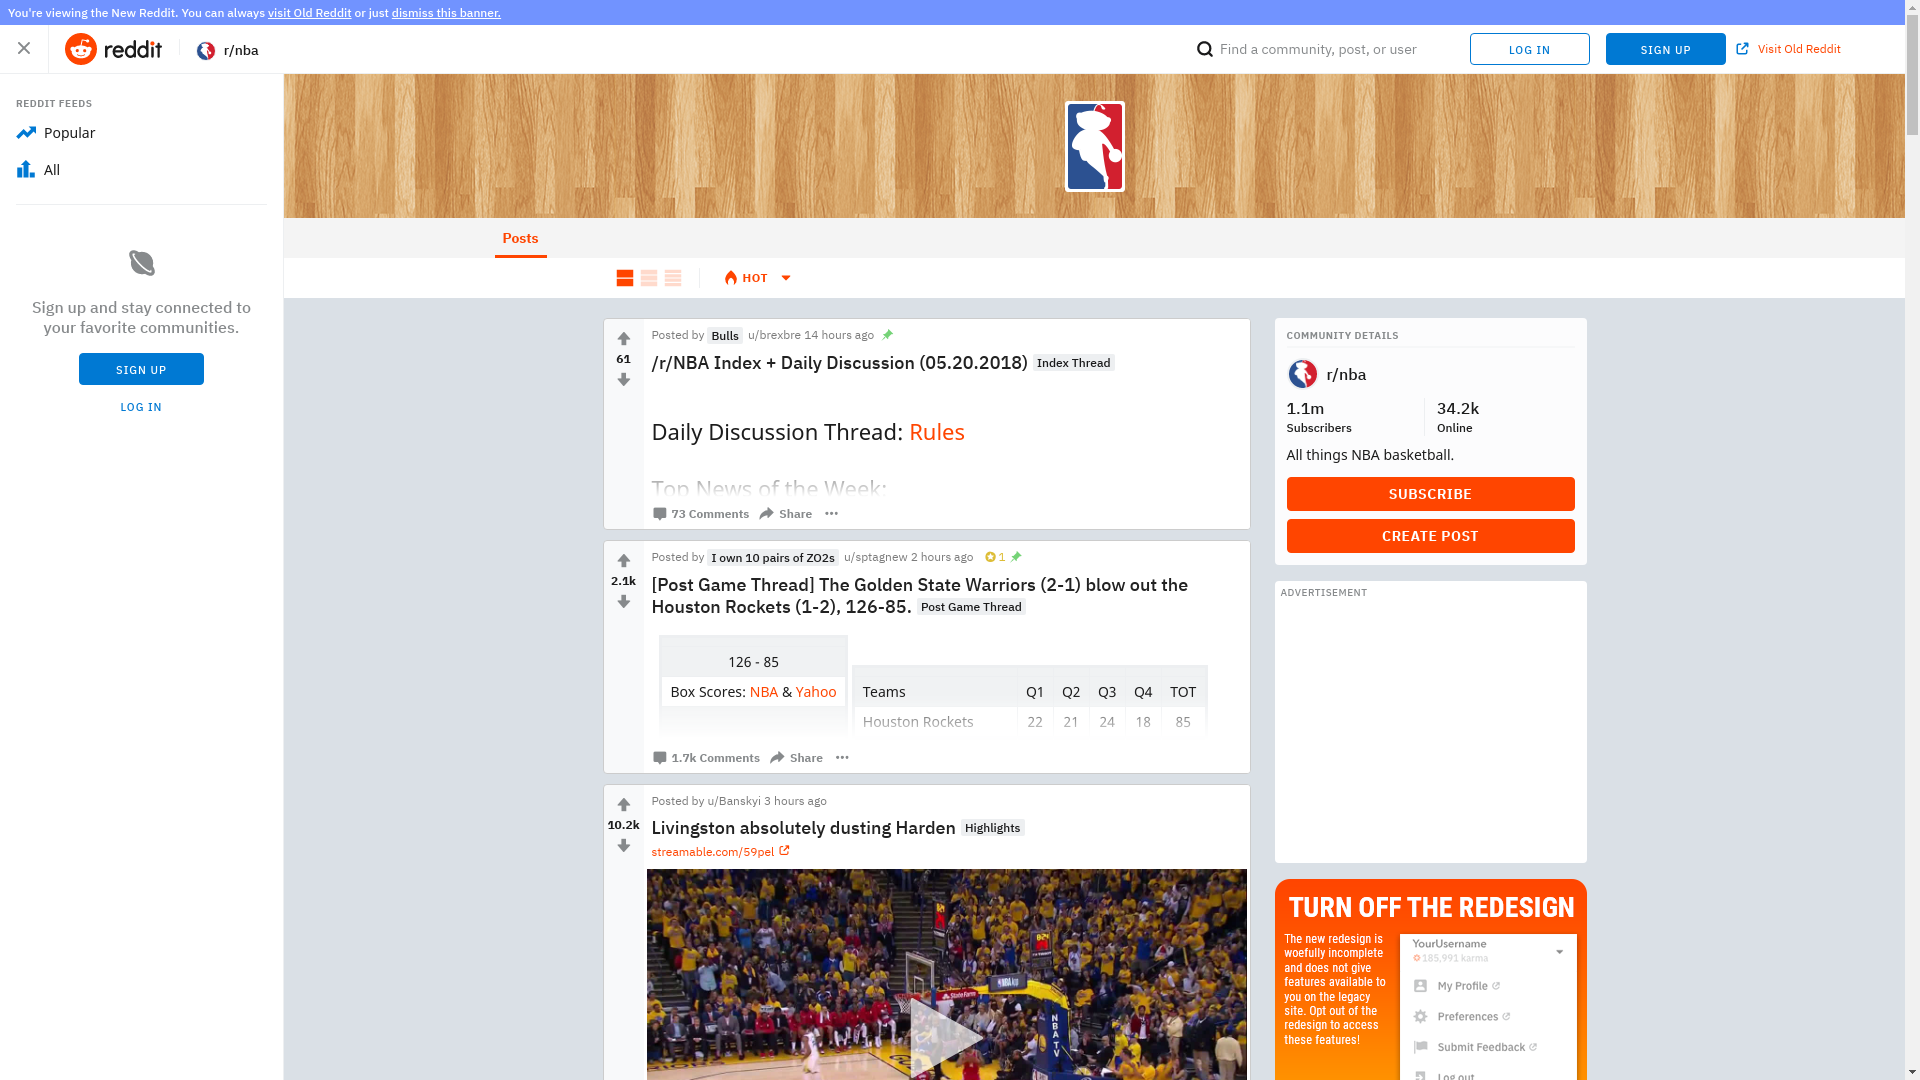 You're viewing the New Reddit. You can always visit Old Reddit or just dismiss this banner.
reddit
r/nba
Find a community, post, or user
LOG IN
SIGN UP
Visit Old Reddit
REDDIT FEEDS
Popular
All
Sign up and stay connected to
your favorite communities.
SIGN UP
LOG IN
Posts
HOT
Posted by Bulls u/brexbre 14 hours ago
61
/r/NBA Index + Daily Discussion (05.20.2018) Index Thread
Daily Discussion Thread: Rules
Top News of the Week:
73 Comments Share
Posted by I own 10 pairs of ZO2s u/sptagnew 2 hours ago 1
2.1k
[Post Game Thread] The Golden State Warriors (2-1) blow out the
Houston Rockets (1-2), 126-85. Post Game Thread
126 - 85
Box Scores: NBA & Yahoo
Teams Q1 Q2 Q3 Q4 TOT
Houston Rockets 22 21 24 18 85
1.7k Comments Share
Posted by u/Banskyi 3 hours ago
10.2k
Livingston absolutely dusting Harden Highlights
streamable.com/59pel
State Farm
NBA TV
COMMUNITY DETAILS
r/nba
1.1m
Subscribers
34.2k
Online
All things NBA basketball.
SUBSCRIBE
CREATE POST
ADVERTISEMENT
TURN OFF THE REDESIGN
The new redesign is
woefully incomplete
and does not give
features available to
you on the legacy
site. Opt out of the
redesign to access
these features!
YourUsername
185,991 karma
My Profile
Preferences
Submit Feedback
Log out